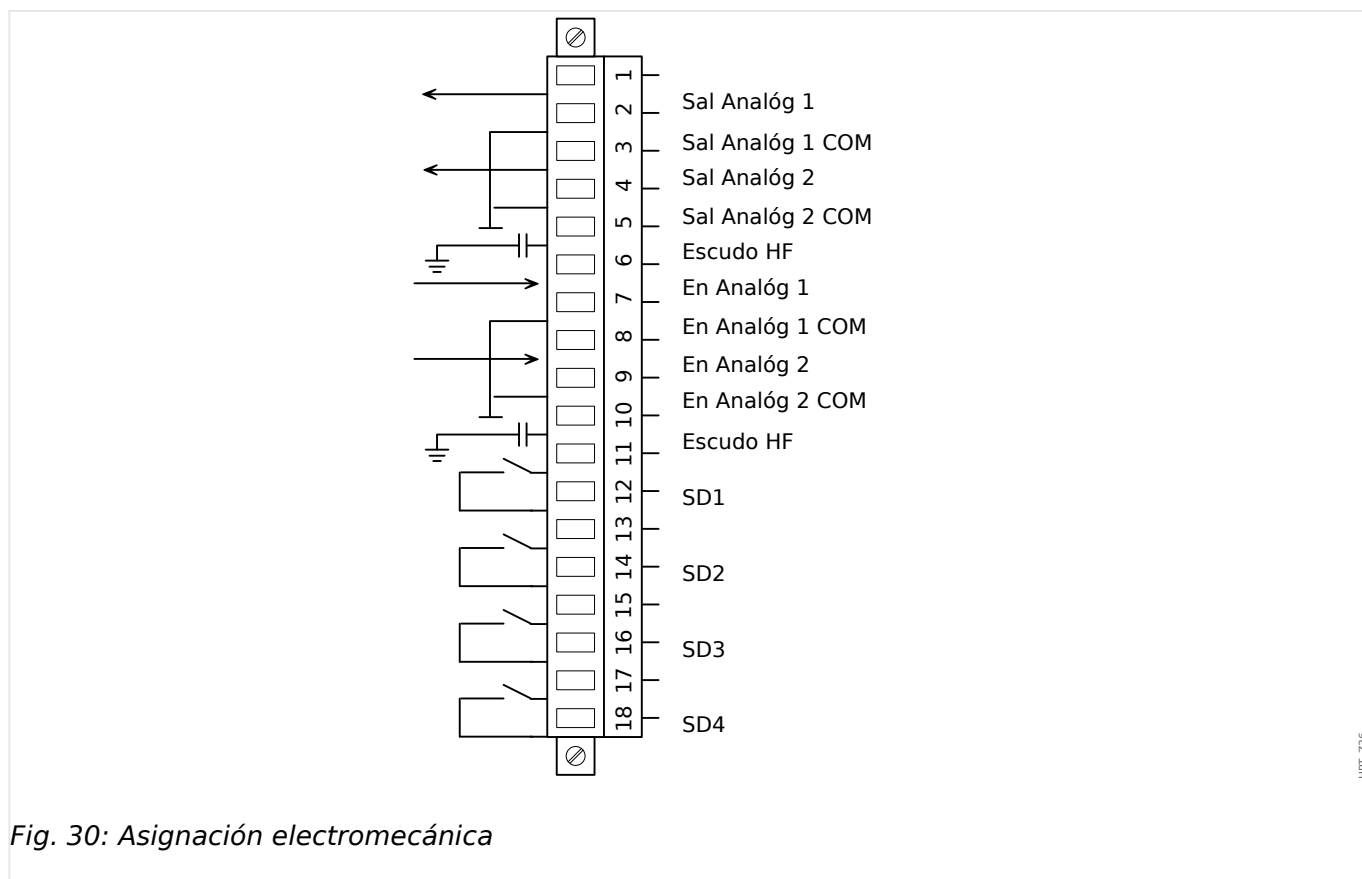 1
2
Sal Analóg 1
3
Sal Analóg 1 COM
4
Sal Analóg 2
5
Sal Analóg 2 COM
6
Escudo HF
7
En Analóg 1
8
En Analóg 1 COM
9
En Analóg 2
10
En Analóg 2 COM
11
Escudo HF
12
SD1
13
14
SD2
15
16
SD3
17
18
SD4
Fig. 30: Asignación electromecánica